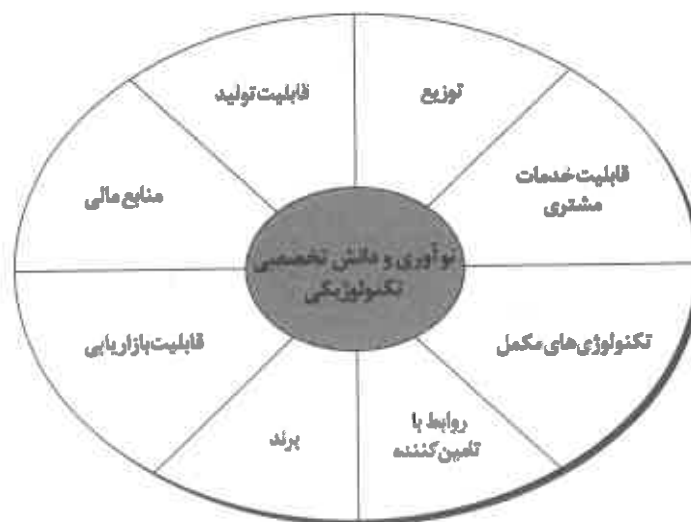 توزیع
قابلیت تولید
قابلیت خدمات
مشتری
منابع مالی
نوآوری و دانش تخصصی
تکنولوژیکی
تکنولوژی‌های مکمل
قابلیت بازاریابی
روابط با
تامین‌کننده
برند